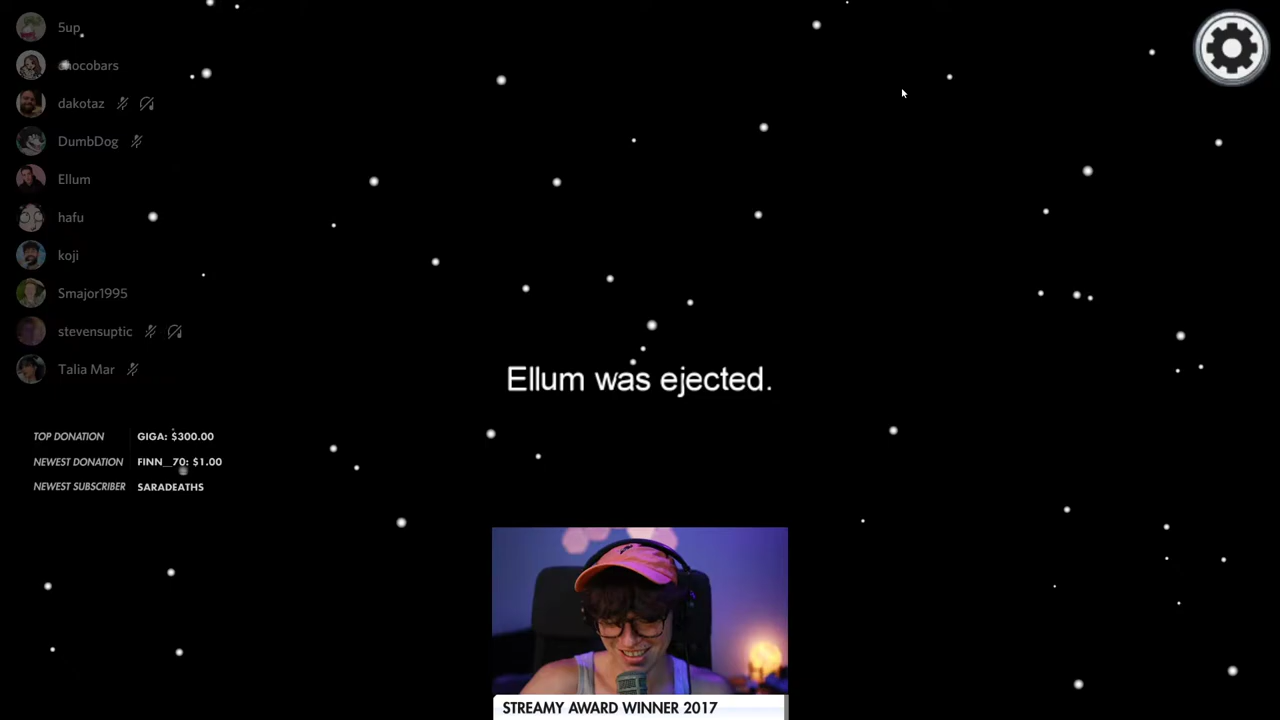 5up
chocobars
dakotaz
DumbDog
Ellum
hafu
koji
Smajor1995
stevensuptic
Talia Mar
TOP DONATION GIGA: $300.00
NEWEST DONATION FINN__70: $1.00
NEWEST SUBSCRIBER SARADEATHS
Ellum was ejected.
STREAMY AWARD WINNER 2017